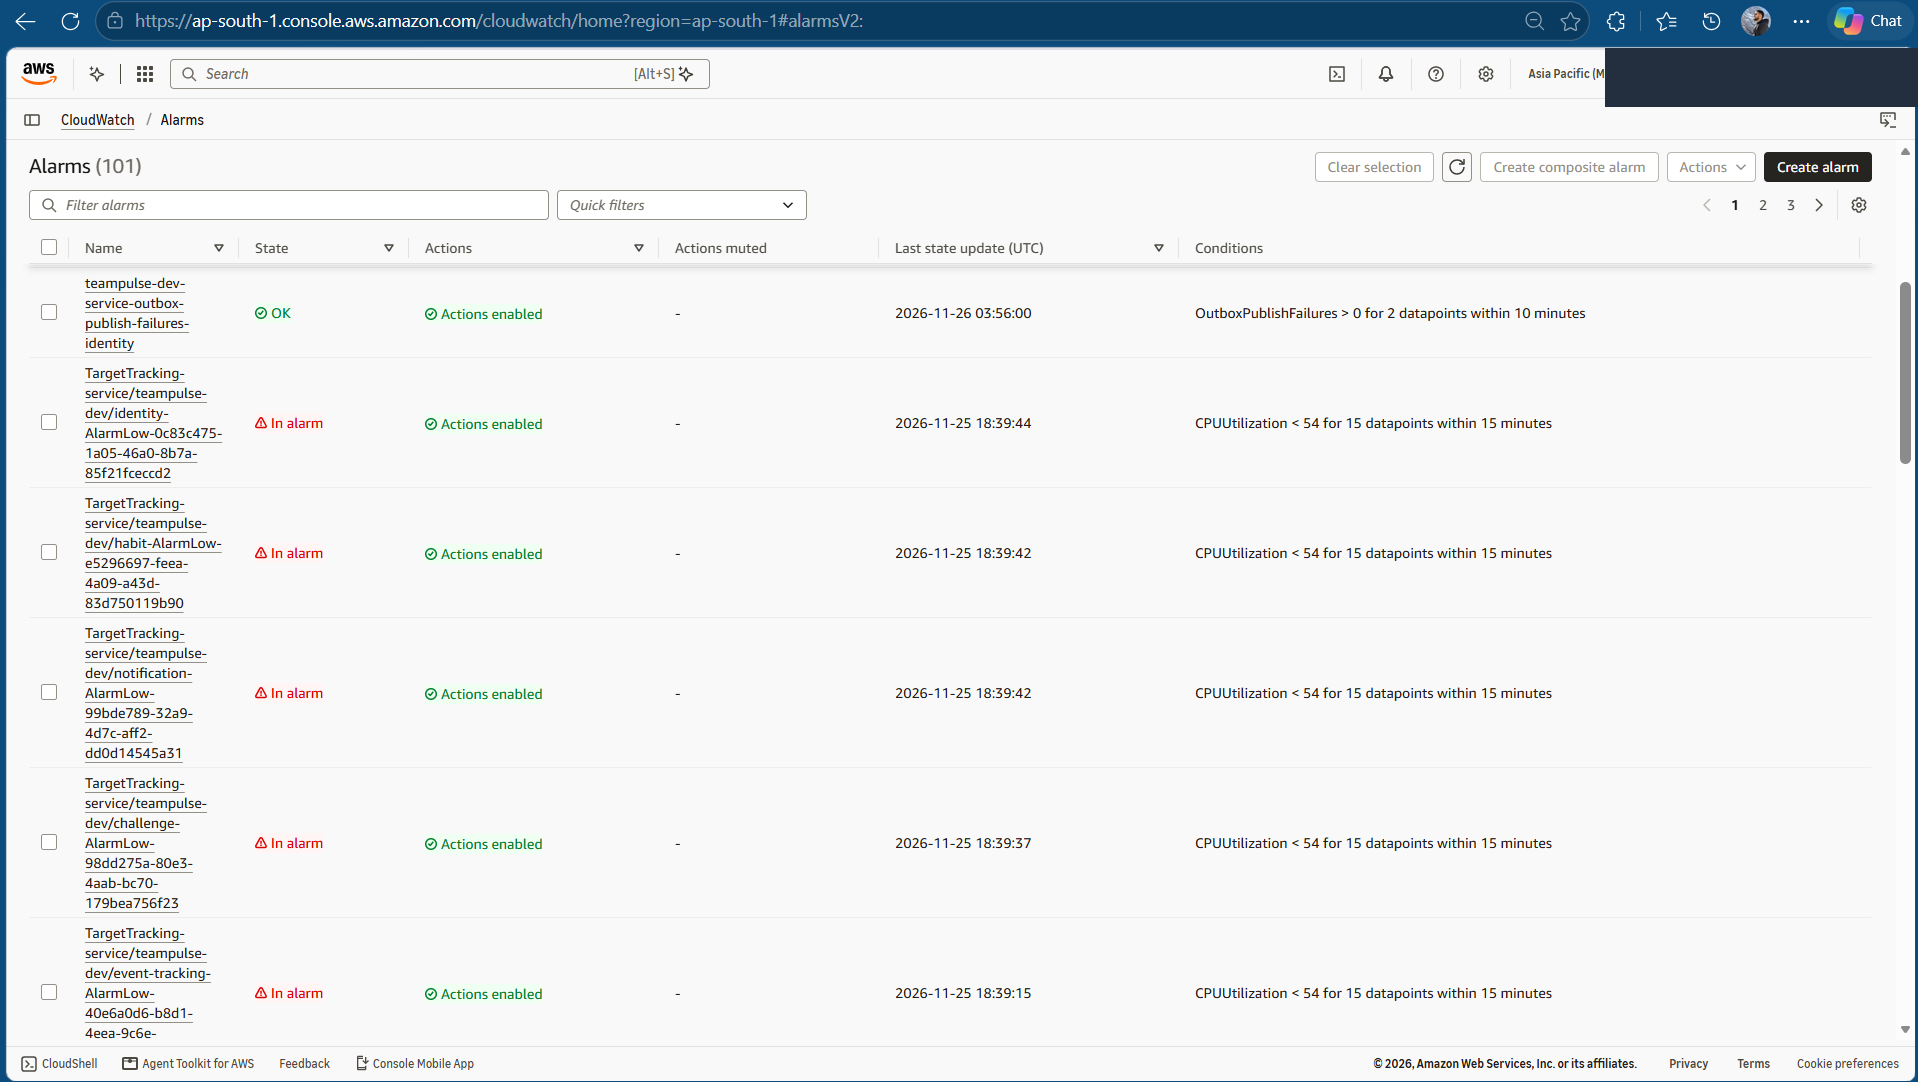 https://ap-south-1.console.aws.amazon.com/cloudwatch/home?region=ap-south-1#alarmsV2:
Chat
aws
Search
[Alt+S]
Asia Pacific (M
CloudWatch / Alarms
Alarms (101)
Clear selection
Create composite alarm
Actions
Create alarm
Filter alarms
Quick filters
1 2 3
Name State Actions Actions muted Last state update (UTC) Conditions
teampulse-dev-
service-outbox-
publish-failures-
identity
OK Actions enabled - 2026-11-26 03:56:00 OutboxPublishFailures > 0 for 2 datapoints within 10 minutes
TargetTracking-
service/teampulse-
dev/identity-
AlarmLow-0c83c475-
1a05-46a0-8b7a-
85f21fceccd2
In alarm Actions enabled - 2026-11-25 18:39:44 CPUUtilization < 54 for 15 datapoints within 15 minutes
TargetTracking-
service/teampulse-
dev/habit-AlarmLow-
e5296697-feea-
4a09-a43d-
83d750119b90
In alarm Actions enabled - 2026-11-25 18:39:42 CPUUtilization < 54 for 15 datapoints within 15 minutes
TargetTracking-
service/teampulse-
dev/notification-
AlarmLow-
99bde789-32a9-
4d7c-aff2-
dd0d14545a31
In alarm Actions enabled - 2026-11-25 18:39:42 CPUUtilization < 54 for 15 datapoints within 15 minutes
TargetTracking-
service/teampulse-
dev/challenge-
AlarmLow-
98dd275a-80e3-
4aab-bc70-
179bea756f23
In alarm Actions enabled - 2026-11-25 18:39:37 CPUUtilization < 54 for 15 datapoints within 15 minutes
TargetTracking-
service/teampulse-
dev/event-tracking-
AlarmLow-
40e6a0d6-b8d1-
4eea-9c6e-
In alarm Actions enabled - 2026-11-25 18:39:15 CPUUtilization < 54 for 15 datapoints within 15 minutes
CloudShell Agent Toolkit for AWS Feedback Console Mobile App © 2026, Amazon Web Services, Inc. or its affiliates. Privacy Terms Cookie preferences